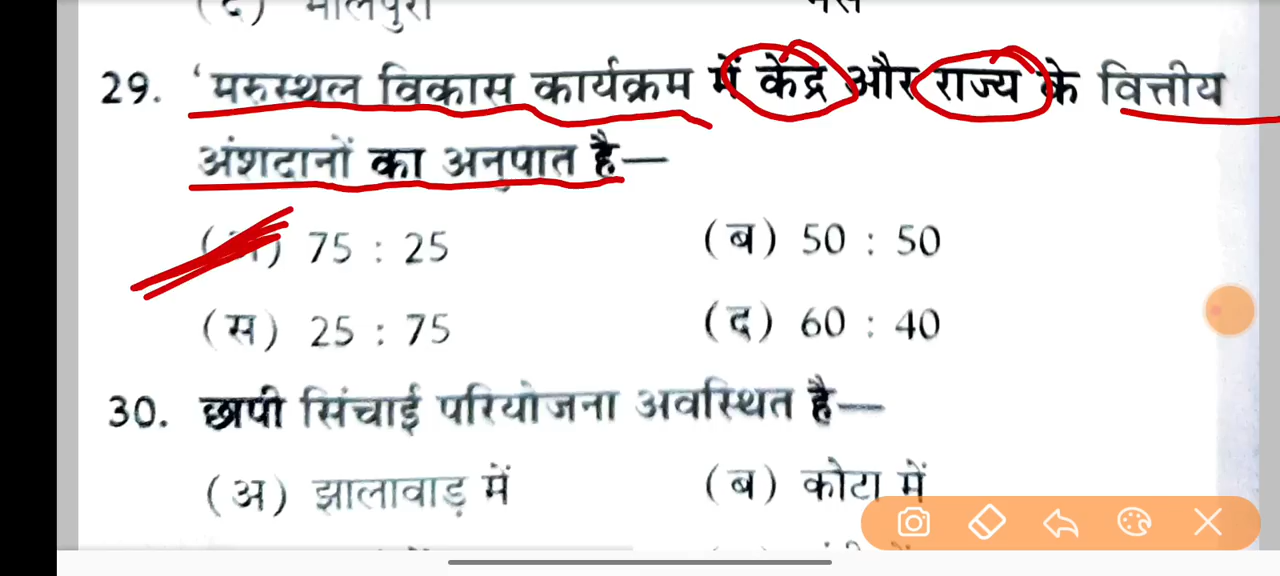 29. 'मरुस्थल विकास कार्यक्रम में केंद्र और राज्य के वित्तीय
अंशदानों का अनुपात है—
(अ) 75 : 25 (ब) 50 : 50
(स) 25 : 75 (द) 60 : 40
30. छापी सिंचाई परियोजना अवस्थित है—
(अ) झालावाड़ में (ब) कोटा में